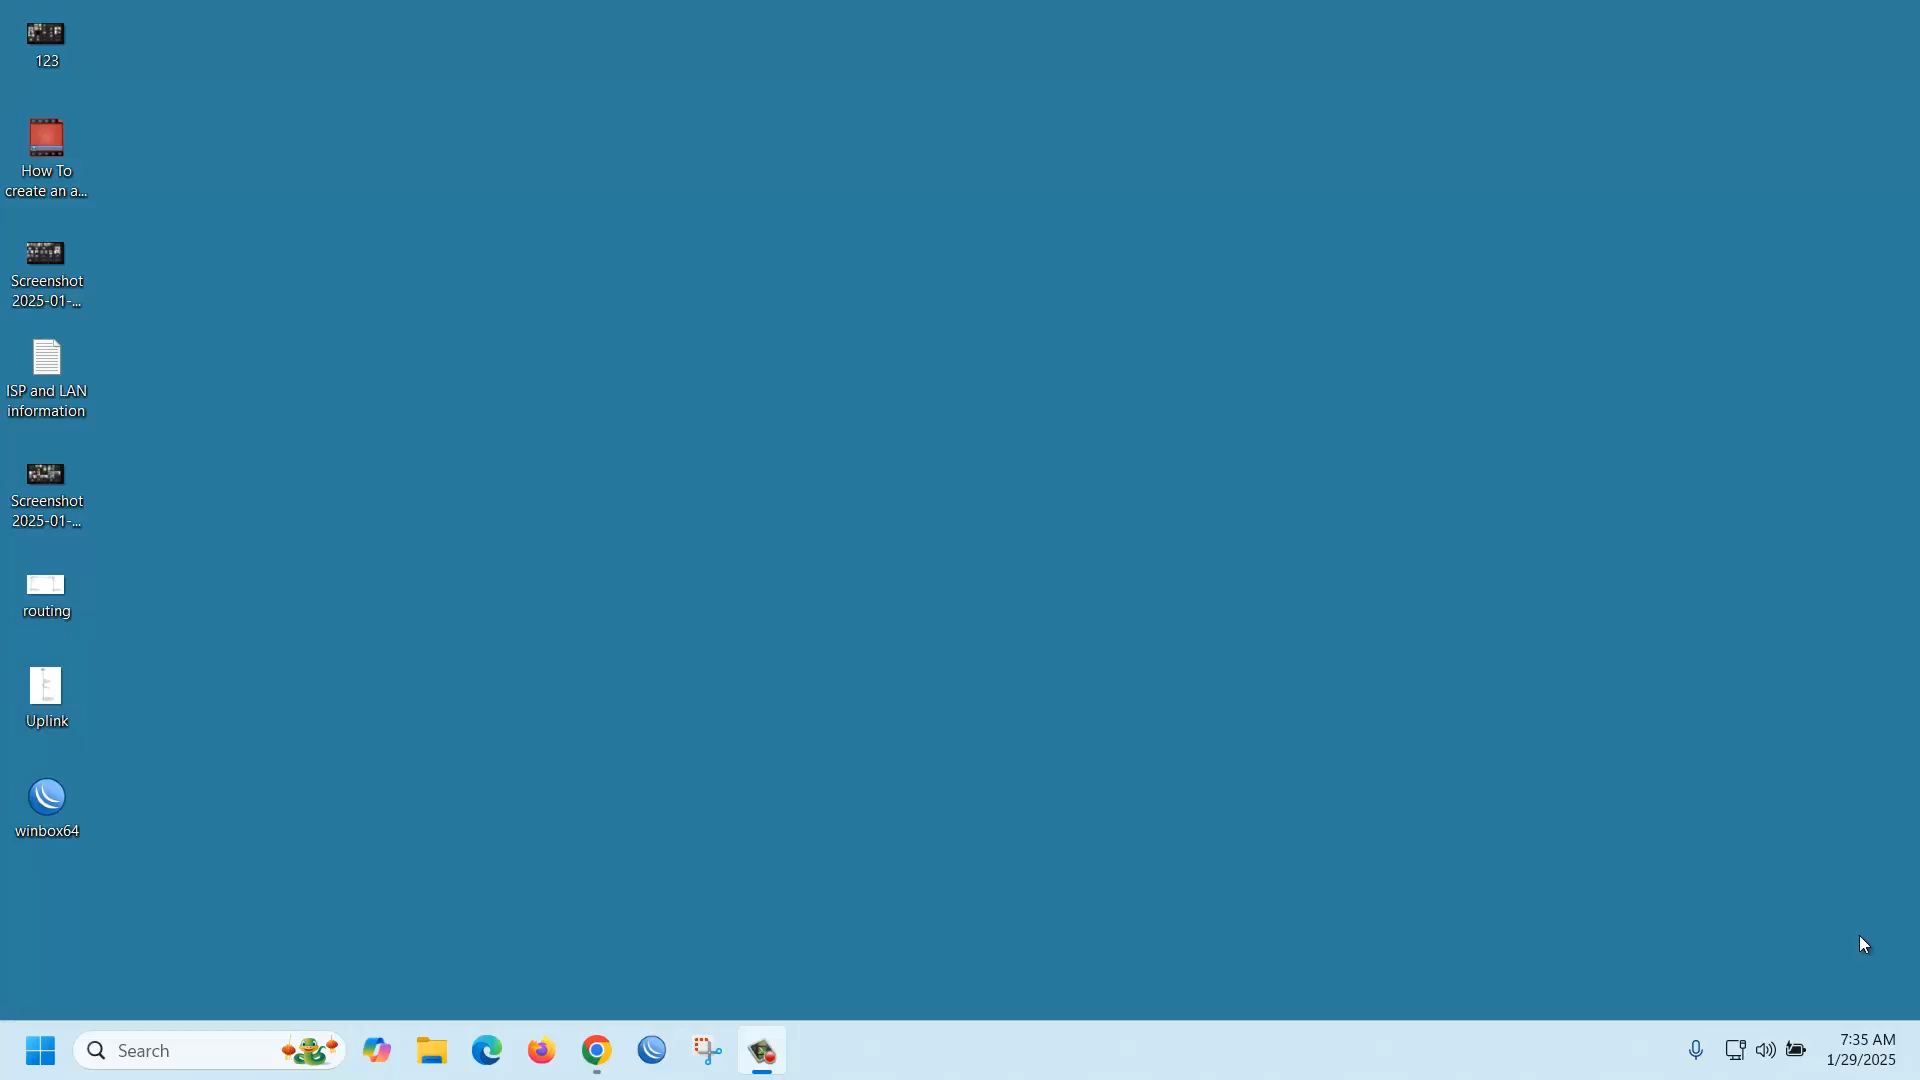 123
How To
create an a...
Screenshot
2025-01-...
ISP and LAN
information
Screenshot
2025-01-...
routing
Uplink
winbox64
Search
7:35 AM
1/29/2025